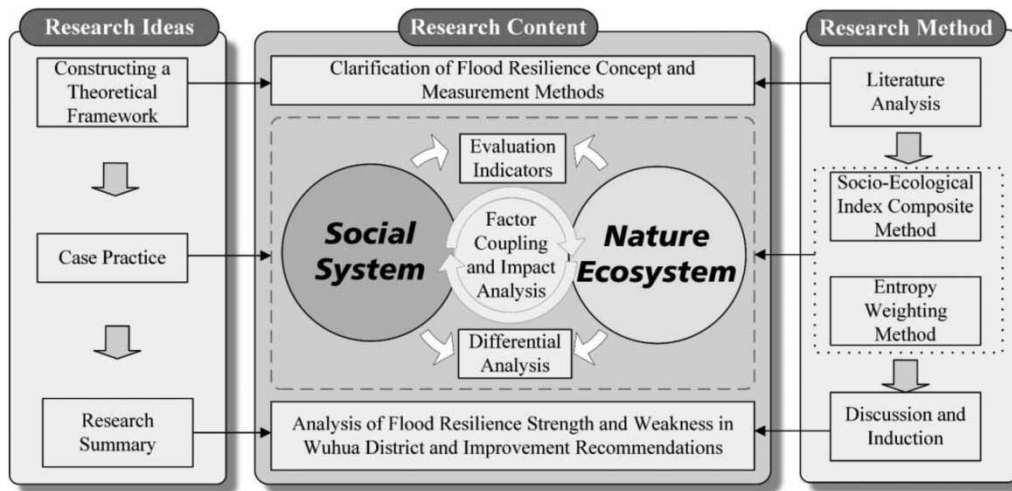 Research Ideas
Constructing a
Theoretical
Framework
Case Practice
Research
Summary
Research Content
Clarification of Flood Resilience Concept and
Measurement Methods
Evaluation
Indicators
Social
System
Factor
Coupling
and Impact
Analysis
Nature
Ecosystem
Differential
Analysis
Analysis of Flood Resilience Strength and Weakness in
Wuhua District and Improvement Recommendations
Research Method
Literature
Analysis
Socio-Ecological
Index Composite
Method
Entropy
Weighting
Method
Discussion and
Induction